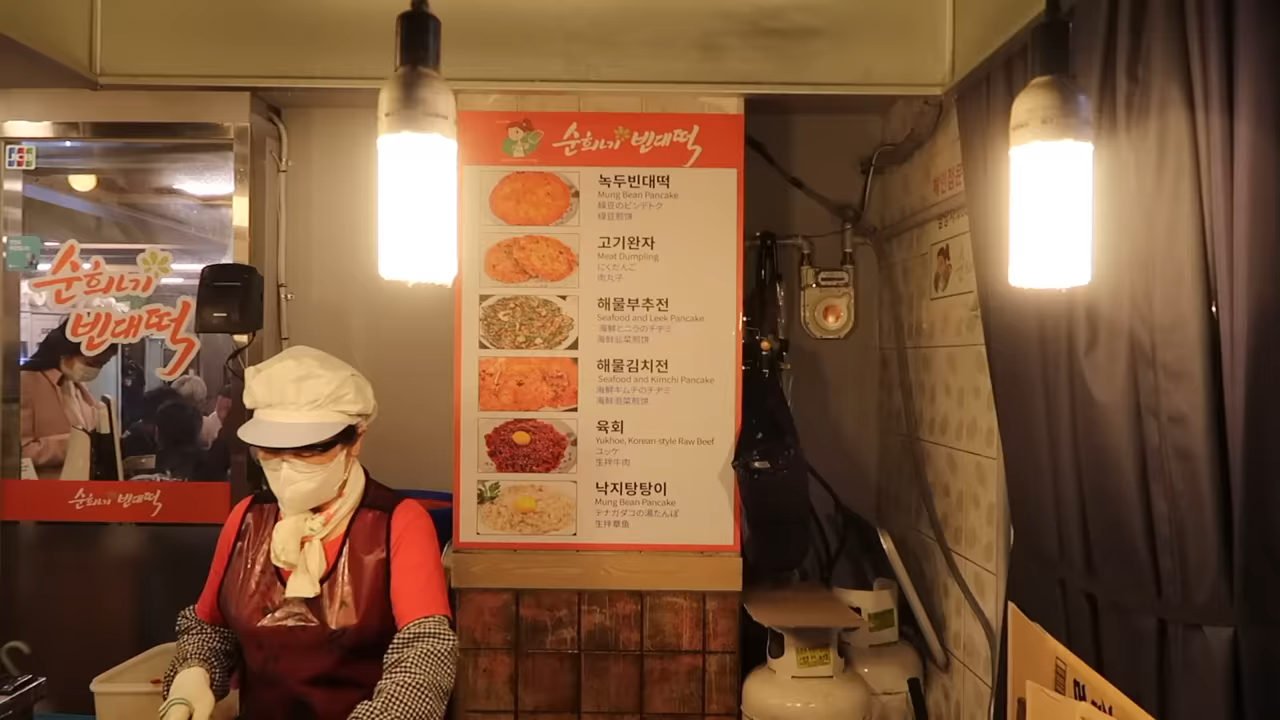 순희네 빈대떡
녹두빈대떡
Mung Bean Pancake
緑豆のピンデトク
绿豆煎饼
고기완자
Meat Dumpling
にくだんご
肉丸子
해물부추전
Seafood and Leek Pancake
海鮮とニラのチヂミ
海鲜韭菜煎饼
해물김치전
Seafood and Kimchi Pancake
海鮮キムチのチヂミ
海鲜泡菜煎饼
육회
Yukhoe, Korean-style Raw Beef
ユッケ
生拌牛肉
낙지탕탕이
Mung Bean Pancake
テナガダコの湯たんぽ
生拌章鱼
JCB
순희네
빈대떡
순희네 빈대떡